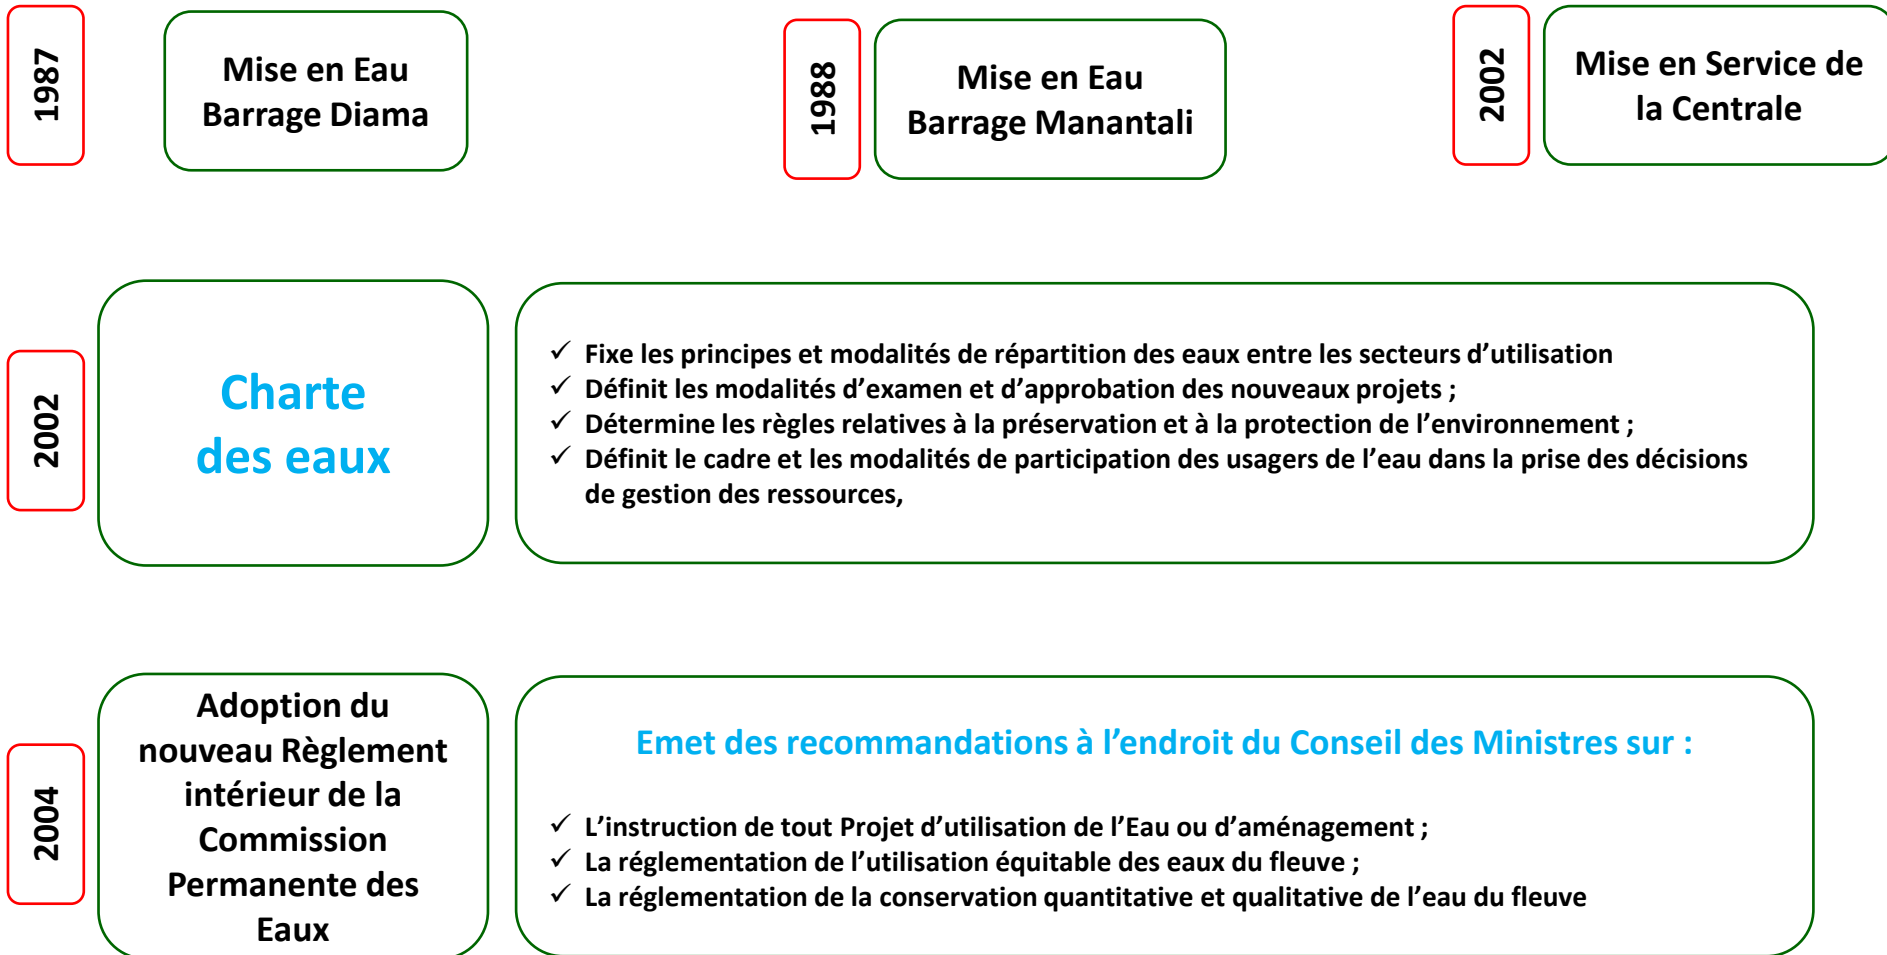 1987
Mise en Eau
Barrage Diama
1988
Mise en Eau
Barrage Manantali
2002
Mise en Service de
la Centrale
2002
Charte
des eaux
✓ Fixe les principes et modalités de répartition des eaux entre les secteurs d’utilisation
✓ Définit les modalités d’examen et d’approbation des nouveaux projets ;
✓ Détermine les règles relatives à la préservation et à la protection de l’environnement ;
✓ Définit le cadre et les modalités de participation des usagers de l’eau dans la prise des décisions
de gestion des ressources,
2004
Adoption du
nouveau Règlement
intérieur de la
Commission
Permanente des
Eaux
Emet des recommandations à l’endroit du Conseil des Ministres sur :
✓ L’instruction de tout Projet d’utilisation de l’Eau ou d’aménagement ;
✓ La réglementation de l’utilisation équitable des eaux du fleuve ;
✓ La réglementation de la conservation quantitative et qualitative de l’eau du fleuve